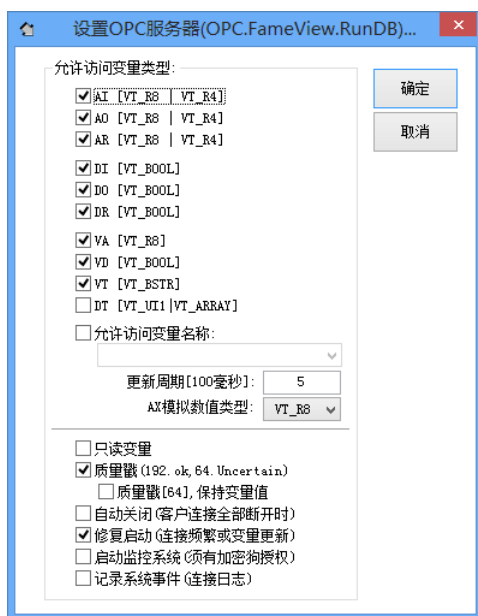 设置OPC服务器(OPC.FameView.RunDB)...
允许访问变量类型:
AI [VT_R8 | VT_R4]
AO [VT_R8 | VT_R4]
AR [VT_R8 | VT_R4]
DI [VT_BOOL]
DO [VT_BOOL]
DR [VT_BOOL]
VA [VT_R8]
VD [VT_BOOL]
VT [VT_BSTR]
DT [VT_UI1|VT_ARRAY]
允许访问变量名称:
更新周期[100毫秒]: 5
AX模拟数值类型: VT_R8
只读变量
质量戳(192.ok,64.Uncertain)
质量戳[64],保持变量值
自动关闭(客户连接全部断开时)
修复启动(连接频繁或变量更新)
启动监控系统(须有加密狗授权)
记录系统事件(连接日志)
确定
取消